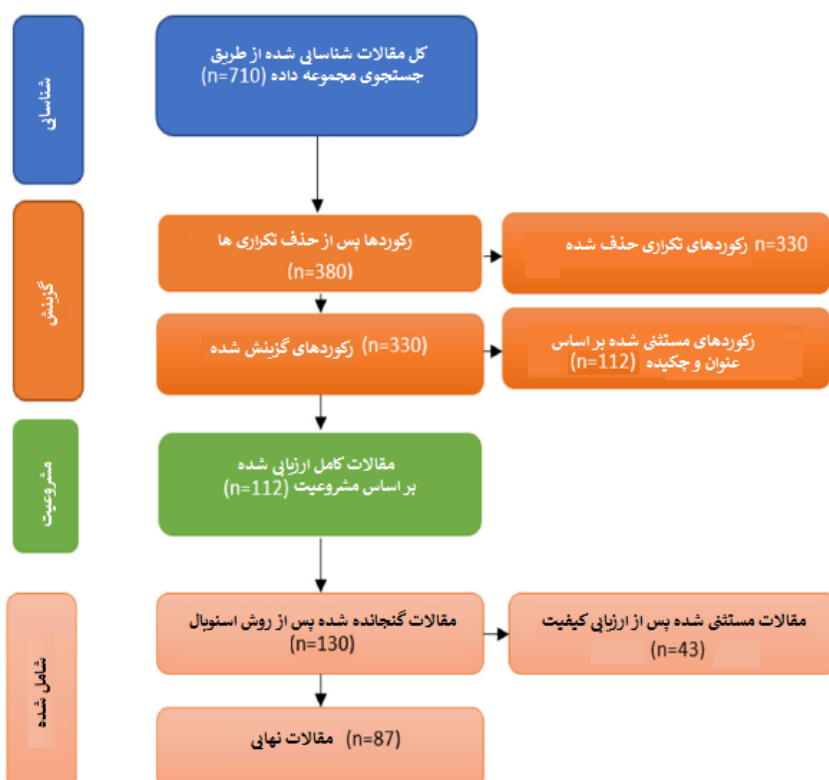 شناسایی
کل مقالات شناسایی شده از طریق
جستجوی مجموعه داده (n=710)
گزینش
رکوردها پس از حذف تکراری ها
(n=380)
رکوردهای تکراری حذف شده n=330
رکوردهای گزینش شده (n=330)
رکوردهای مستثنی شده بر اساس
عنوان و چکیده (n=112)
مشروعیت
مقالات کامل ارزیابی شده
بر اساس مشروعیت (n=112)
شامل شده
مقالات گنجانده شده پس از روش اسنوبال
(n=130)
مقالات مستثنی شده پس از ارزیابی کیفیت
(n=43)
مقالات نهایی (n=87)